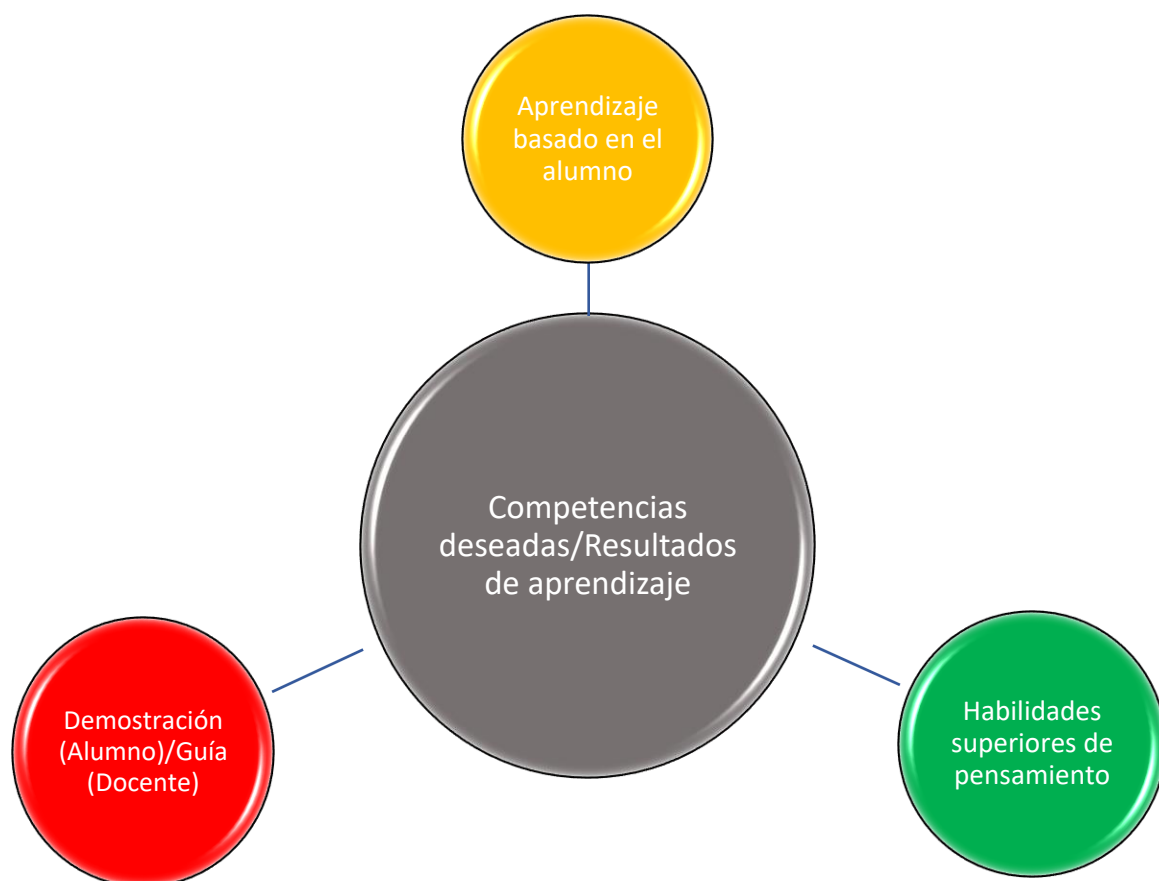 Aprendizaje
basado en el
alumno
Competencias
deseadas/Resultados
de aprendizaje
Demostración
(Alumno)/Guía
(Docente)
Habilidades
superiores de
pensamiento